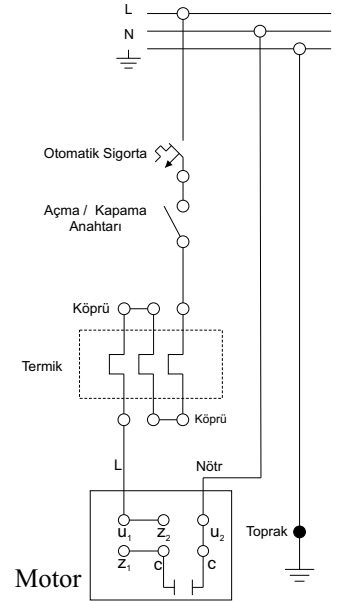 L
N
Otomatik Sigorta
Açma / Kapama
Anahtarı
Köprü
Termik
Köprü
L
Nötr
u₁ z₂ u₂
Toprak
z₁ c c
Motor